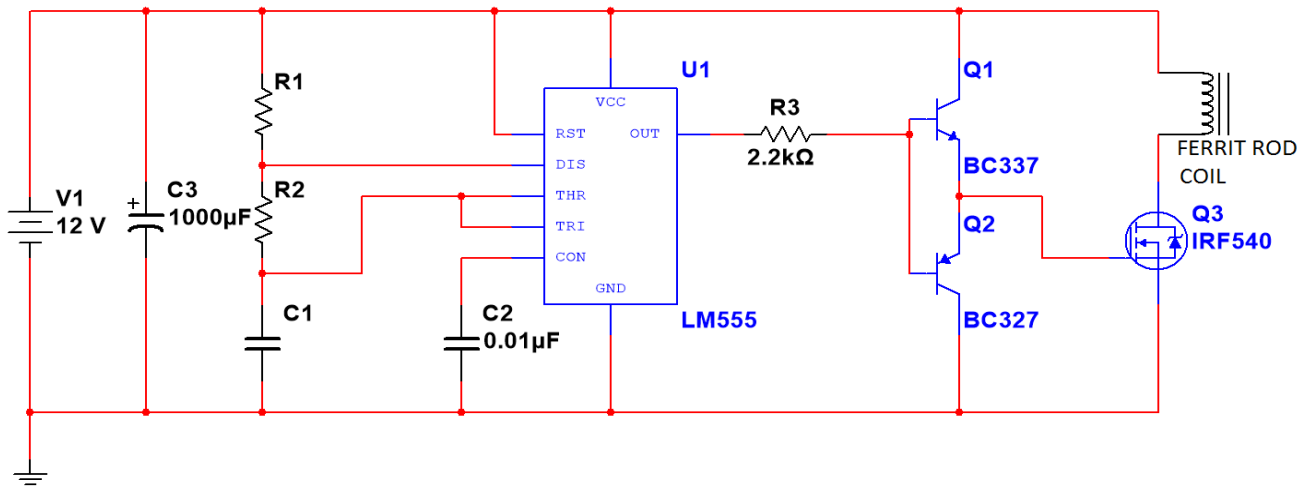 V1
12 V
C3
+
1000µF
R1
R2
C1
C2
0.01µF
U1
VCC
RST
OUT
DIS
THR
TRI
CON
GND
LM555
R3
2.2kΩ
Q1
BC337
Q2
BC327
FERRIT ROD
COIL
Q3
IRF540